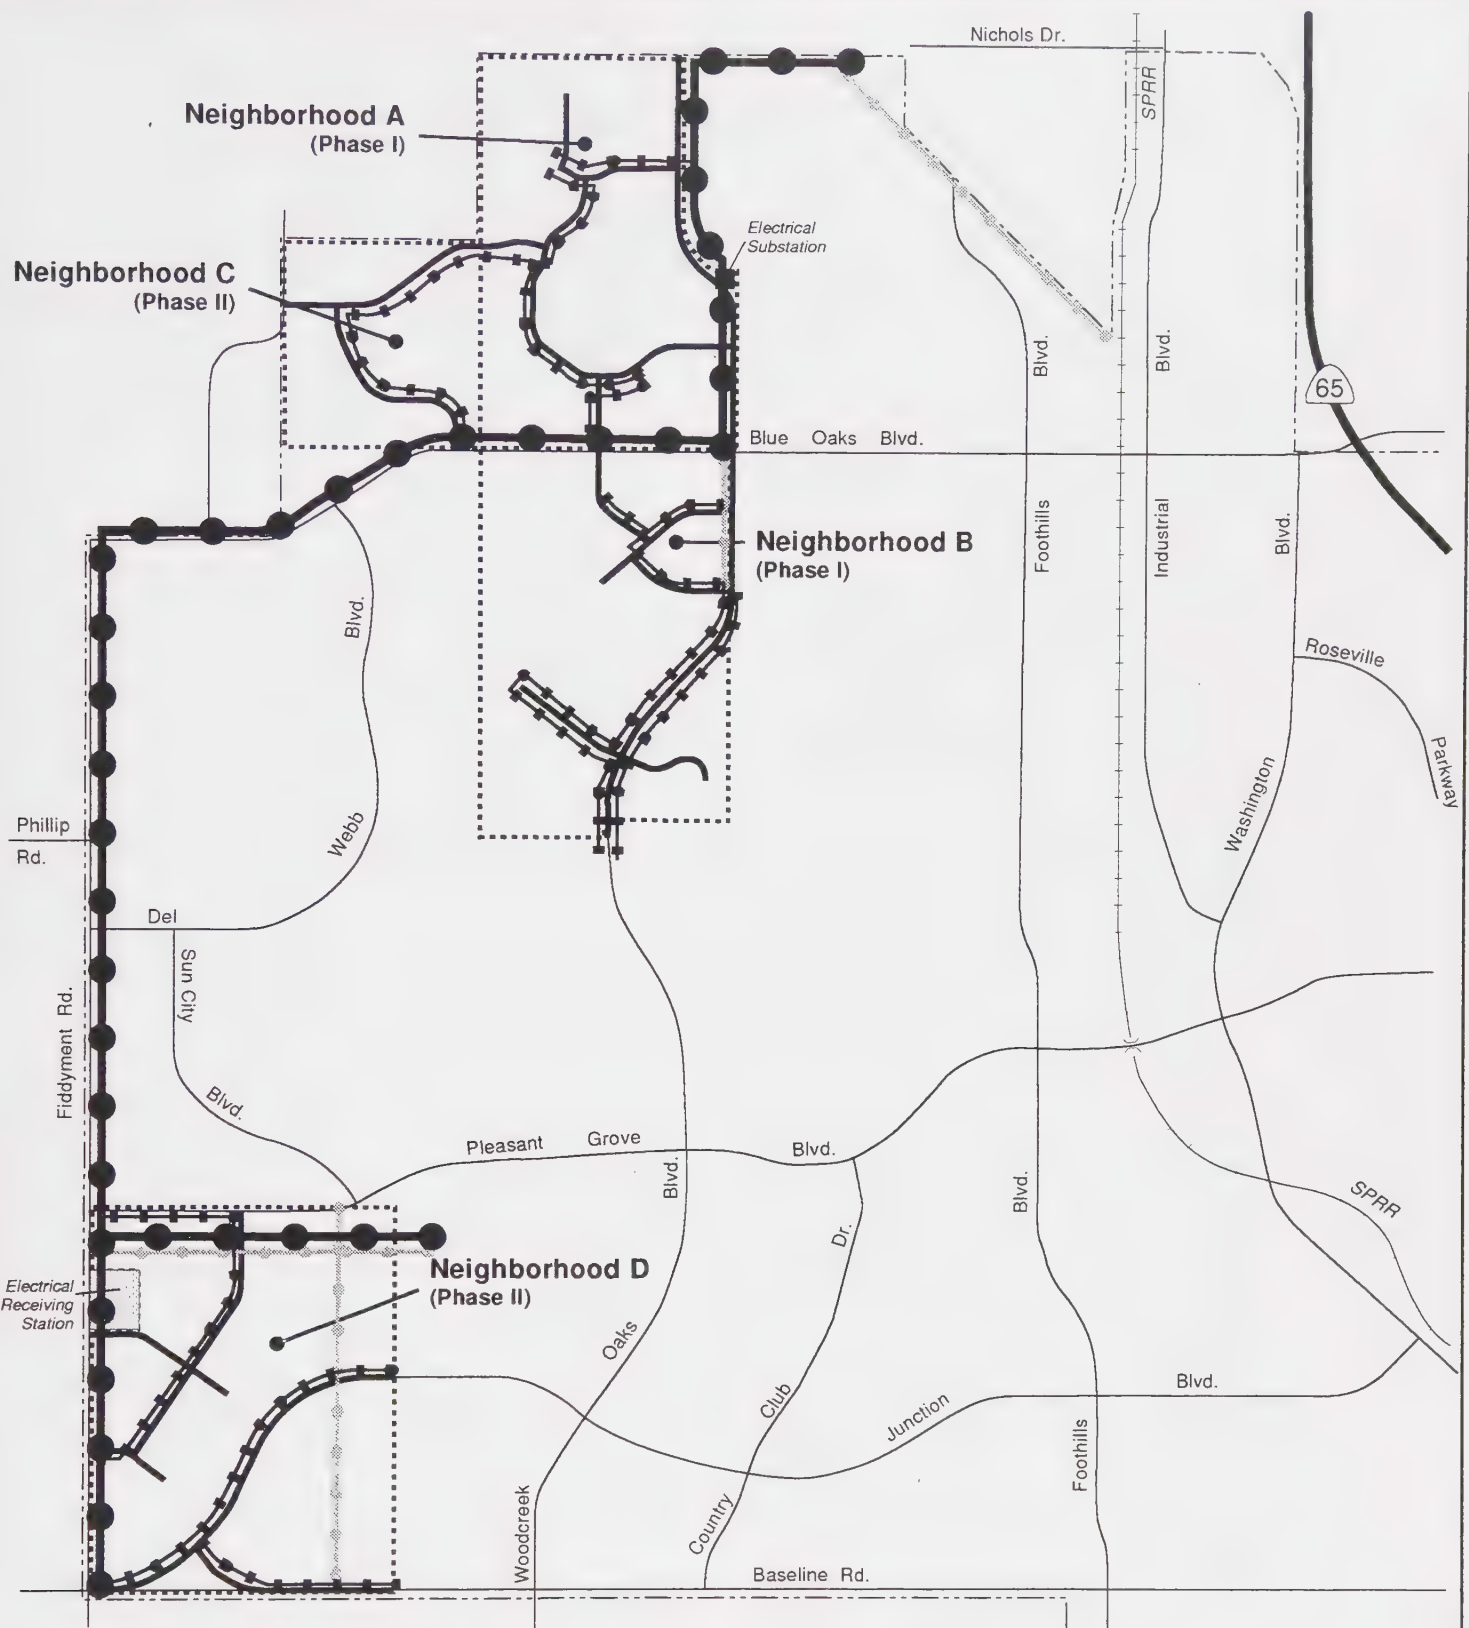 Nichols Dr.
SPRR
Neighborhood A
(Phase I)
Electrical
Substation
Neighborhood C
(Phase II)
Blvd.
Blvd.
65
Blue Oaks Blvd.
Foothills
Industrial
Blvd.
Neighborhood B
(Phase I)
Blvd.
Roseville
Parkway
Washington
Webb
Phillip
Rd.
Del
Sun City
Fiddyment Rd.
Blvd.
Pleasant Grove Blvd.
Blvd.
Blvd.
SPRR
Dr.
Neighborhood D
(Phase II)
Electrical
Receiving
Station
Oaks
Club
Junction
Blvd.
Foothills
Woodcreek
Country
Baseline Rd.